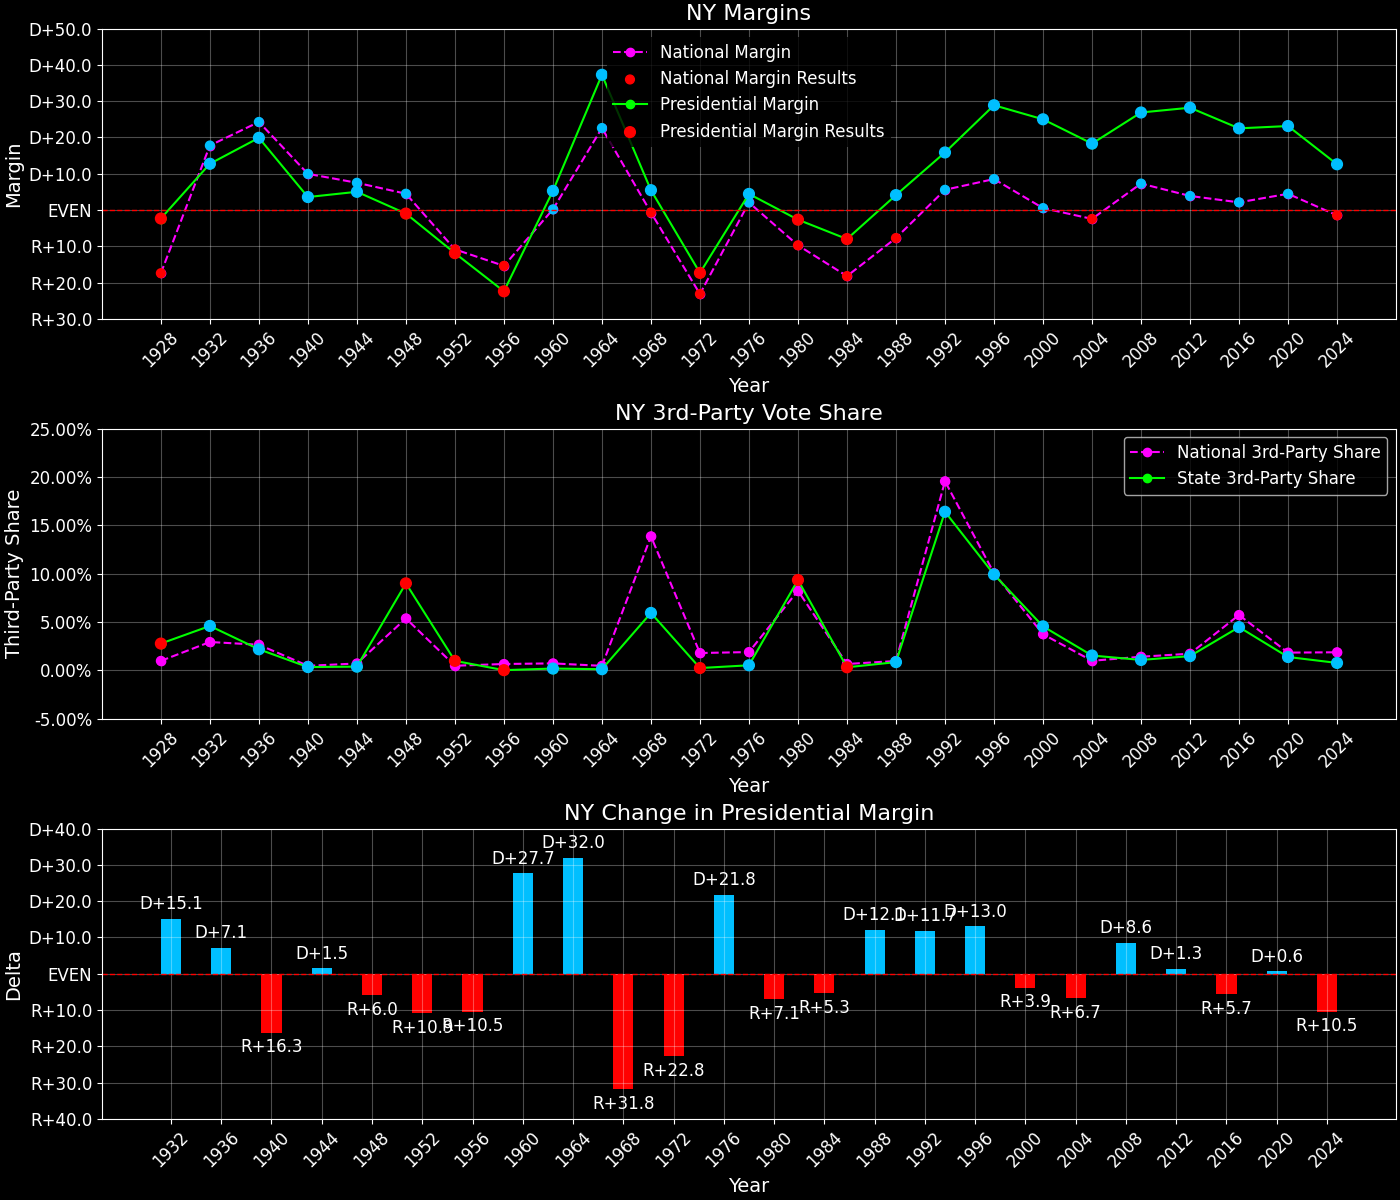 NY Margins
D+50.0
D+40.0
D+30.0
D+20.0
D+10.0
EVEN
R+10.0
R+20.0
R+30.0
Margin
National Margin
National Margin Results
Presidential Margin
Presidential Margin Results
1928 1932 1936 1940 1944 1948 1952 1956 1960 1964 1968 1972 1976 1980 1984 1988 1992 1996 2000 2004 2008 2012 2016 2020 2024
Year
NY 3rd-Party Vote Share
25.00%
20.00%
15.00%
10.00%
5.00%
0.00%
-5.00%
Third-Party Share
National 3rd-Party Share
State 3rd-Party Share
1928 1932 1936 1940 1944 1948 1952 1956 1960 1964 1968 1972 1976 1980 1984 1988 1992 1996 2000 2004 2008 2012 2016 2020 2024
Year
NY Change in Presidential Margin
D+40.0
D+30.0
D+20.0
D+10.0
EVEN
R+10.0
R+20.0
R+30.0
R+40.0
Delta
D+15.1
D+7.1
R+16.3
D+1.5
R+6.0
R+10.9
R+10.5
D+27.7
D+32.0
R+31.8
R+22.8
D+21.8
R+7.1
R+5.3
D+12.1
D+11.7
D+13.0
R+3.9
R+6.7
D+8.6
D+1.3
R+5.7
D+0.6
R+10.5
1932 1936 1940 1944 1948 1952 1956 1960 1964 1968 1972 1976 1980 1984 1988 1992 1996 2000 2004 2008 2012 2016 2020 2024
Year